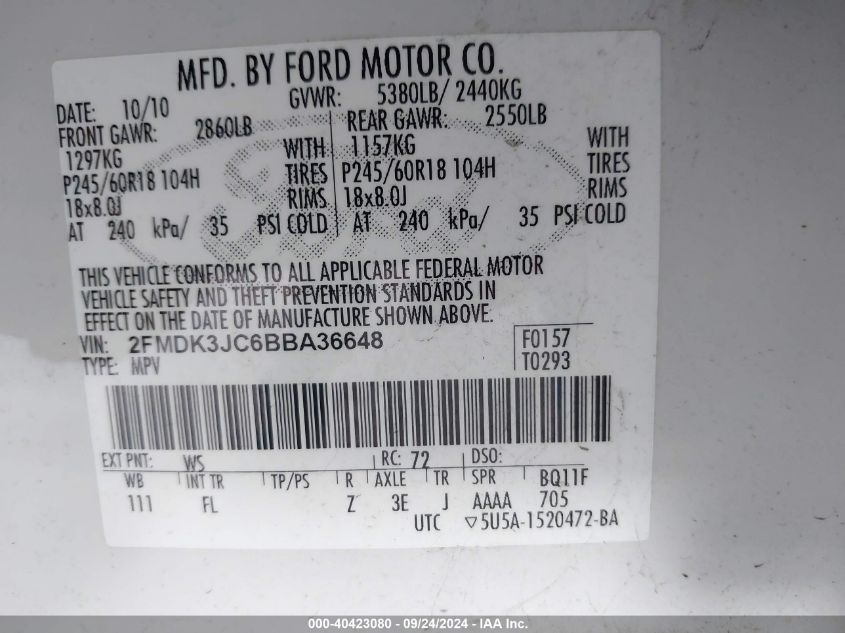 MFD. BY FORD MOTOR CO.
DATE: 10/10 GVWR: 5380LB/ 2440KG
FRONT GAWR: 2860LB REAR GAWR: 2550LB
1297KG WITH 1157KG WITH
P245/60R18 104H TIRES P245/60R18 104H TIRES
18x8.0J RIMS 18x8.0J RIMS
AT 240 kPa/ 35 PSI COLD AT 240 kPa/ 35 PSI COLD
THIS VEHICLE CONFORMS TO ALL APPLICABLE FEDERAL MOTOR
VEHICLE SAFETY AND THEFT PREVENTION STANDARDS IN
EFFECT ON THE DATE OF MANUFACTURE SHOWN ABOVE.
VIN: 2FMDK3JC6BBA36648 F0157
TYPE: MPV T0293
EXT PNT: WS RC: 72 DSO:
WB INT TR TP/PS R AXLE TR SPR BQ11F
111 FL Z 3E J AAAA 705
UTC ▽5U5A-1520472-BA
000-40423080 - 09/24/2024 - IAA Inc.